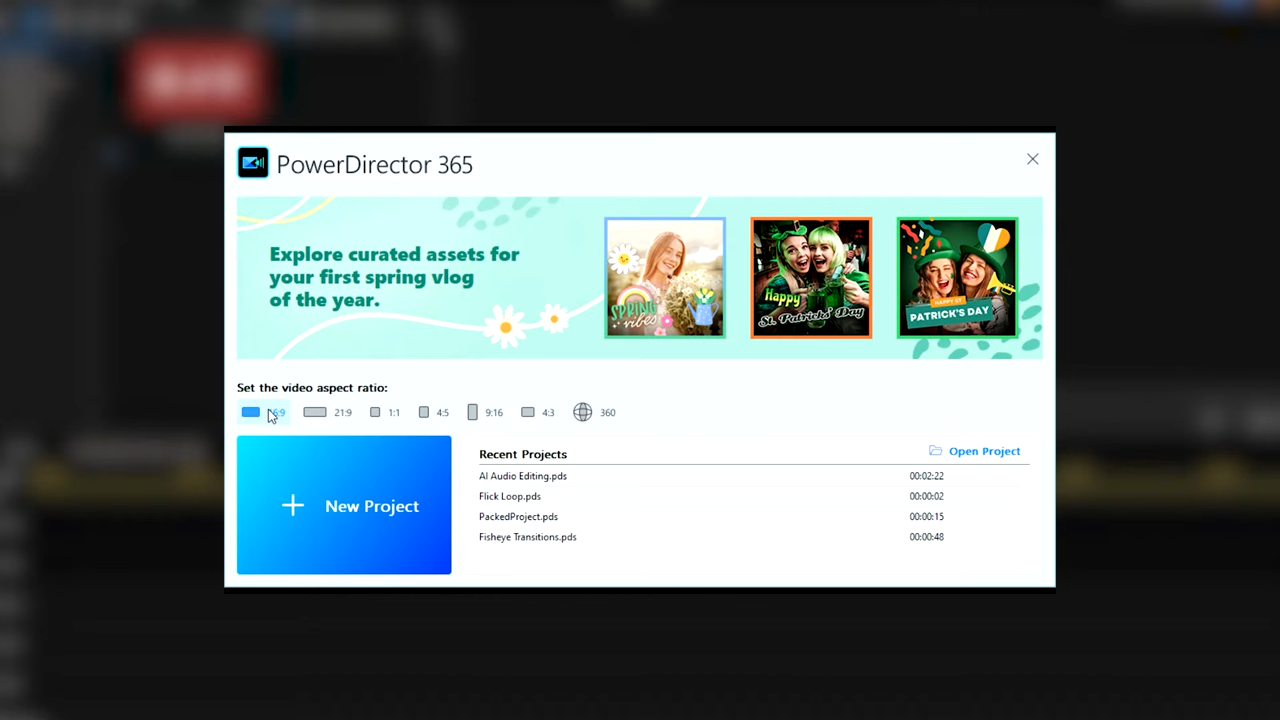 PowerDirector 365
Explore curated assets for
your first spring vlog
of the year.
SPRING
vibes
Happy
St. Patricks' Day
HAPPY ST
PATRICK'S DAY
Set the video aspect ratio:
21:9
1:1
4:5
9:16
4:3
360
New Project
Recent Projects
Open Project
AI Audio Editing.pds 00:02:22
Flick Loop.pds 00:00:02
PackedProject.pds 00:00:15
Fisheye Transitions.pds 00:00:48